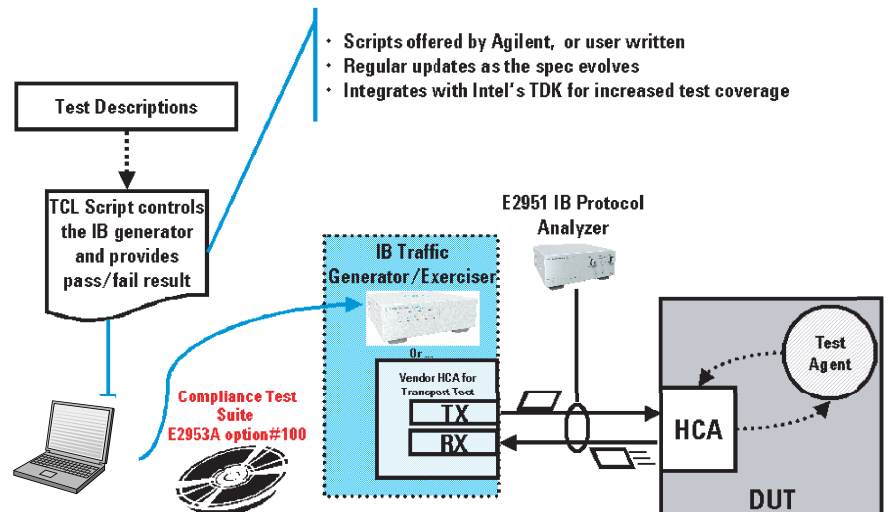 · Scripts offered by Agilent, or user written
· Regular updates as the spec evolves
· Integrates with Intel's TDK for increased test coverage
Test Descriptions
TCL Script controls
the IB generator
and provides
pass/fail result
E2951 IB Protocol
Analyzer
IB Traffic
Generator/Exerciser
Or...
Vendor HCA for
Transport Test
TX
RX
Compliance Test
Suite
E2953A option#100
Test
Agent
HCA
DUT